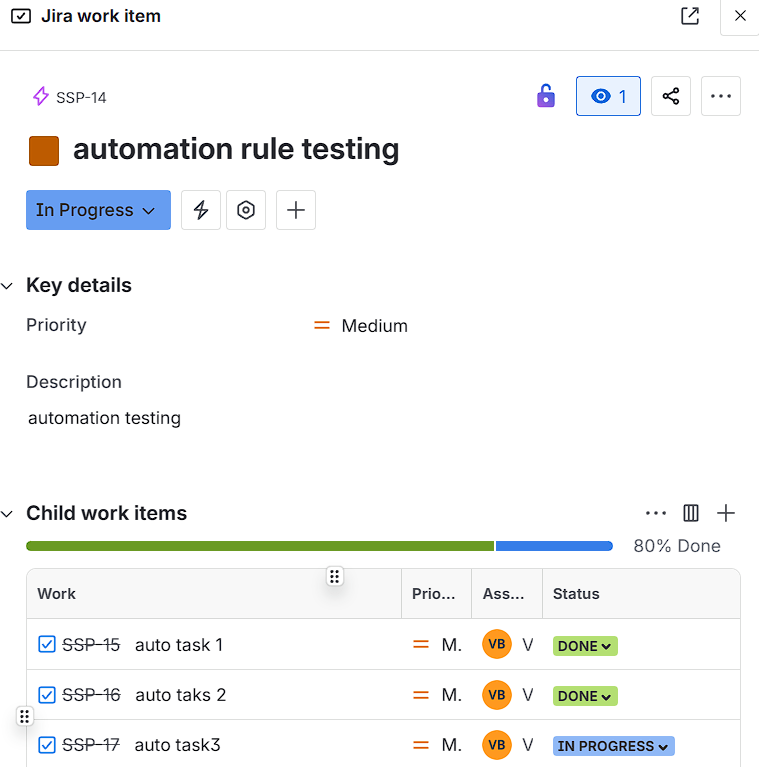 Jira work item
SSP-14
1
automation rule testing
In Progress
Key details
Priority Medium
Description
automation testing
Child work items
80% Done
Work Prio... Ass... Status
SSP-15 auto task 1 M. VB V DONE
SSP-16 auto taks 2 M. VB V DONE
SSP-17 auto task3 M. VB V IN PROGRESS